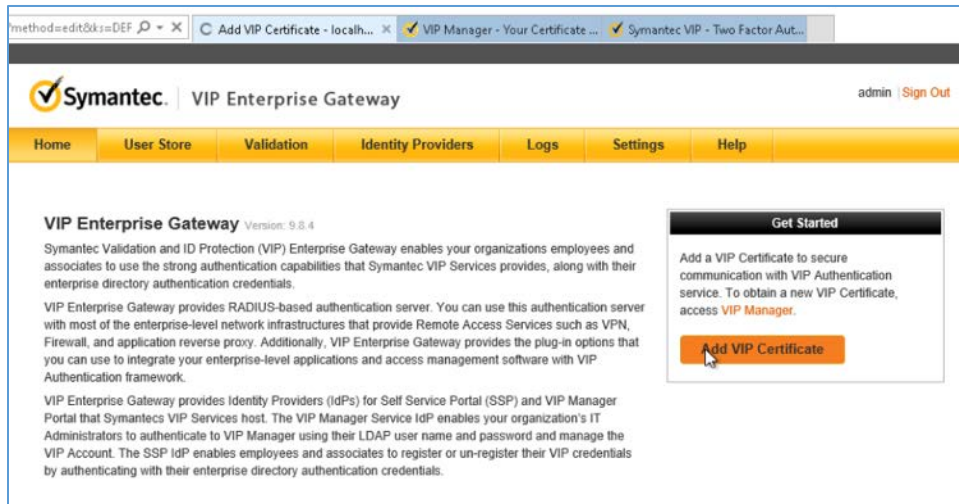 ?method=edit&ks=DEF
Add VIP Certificate - localh...
VIP Manager - Your Certificate ...
Symantec VIP - Two Factor Aut...
Symantec. VIP Enterprise Gateway
admin | Sign Out
Home User Store Validation Identity Providers Logs Settings Help
VIP Enterprise Gateway Version: 9.8.4
Symantec Validation and ID Protection (VIP) Enterprise Gateway enables your organizations employees and
associates to use the strong authentication capabilities that Symantec VIP Services provides, along with their
enterprise directory authentication credentials.
VIP Enterprise Gateway provides RADIUS-based authentication server. You can use this authentication server
with most of the enterprise-level network infrastructures that provide Remote Access Services such as VPN,
Firewall, and application reverse proxy. Additionally, VIP Enterprise Gateway provides the plug-in options that
you can use to integrate your enterprise-level applications and access management software with VIP
Authentication framework.
VIP Enterprise Gateway provides Identity Providers (IdPs) for Self Service Portal (SSP) and VIP Manager
Portal that Symantecs VIP Services host. The VIP Manager Service IdP enables your organization's IT
Administrators to authenticate to VIP Manager using their LDAP user name and password and manage the
VIP Account. The SSP IdP enables employees and associates to register or un-register their VIP credentials
by authenticating with their enterprise directory authentication credentials.
Get Started
Add a VIP Certificate to secure
communication with VIP Authentication
service. To obtain a new VIP Certificate,
access VIP Manager.
Add VIP Certificate